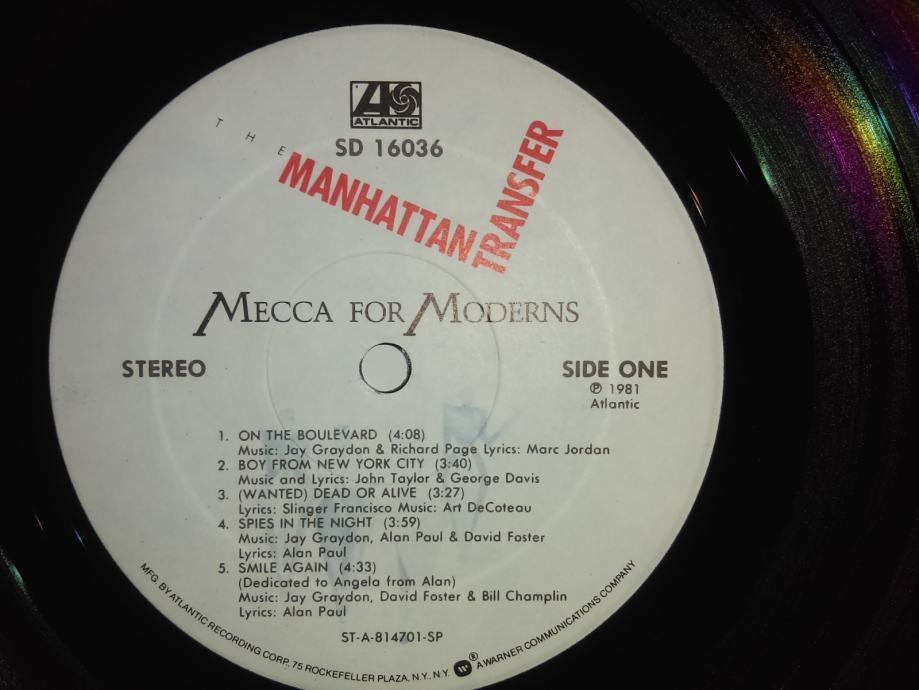 ATLANTIC
SD 16036
THE
MANHATTAN
TRANSFER
MECCA FOR MODERNS
STEREO
SIDE ONE
℗ 1981
Atlantic
1. ON THE BOULEVARD (4:08)
Music: Jay Graydon & Richard Page Lyrics: Marc Jordan
2. BOY FROM NEW YORK CITY (3:40)
Music and Lyrics: John Taylor & George Davis
3. (WANTED) DEAD OR ALIVE (3:27)
Lyrics: Slinger Francisco Music: Art DeCoteau
4. SPIES IN THE NIGHT (3:59)
Music: Jay Graydon, Alan Paul & David Foster
Lyrics: Alan Paul
5. SMILE AGAIN (4:33)
(Dedicated to Angela from Alan)
Music: Jay Graydon, David Foster & Bill Champlin
Lyrics: Alan Paul
ST-A-814701-SP
MFG. BY ATLANTIC RECORDING CORP. 75 ROCKEFELLER PLAZA, N.Y., N.Y. ® A WARNER COMMUNICATIONS COMPANY